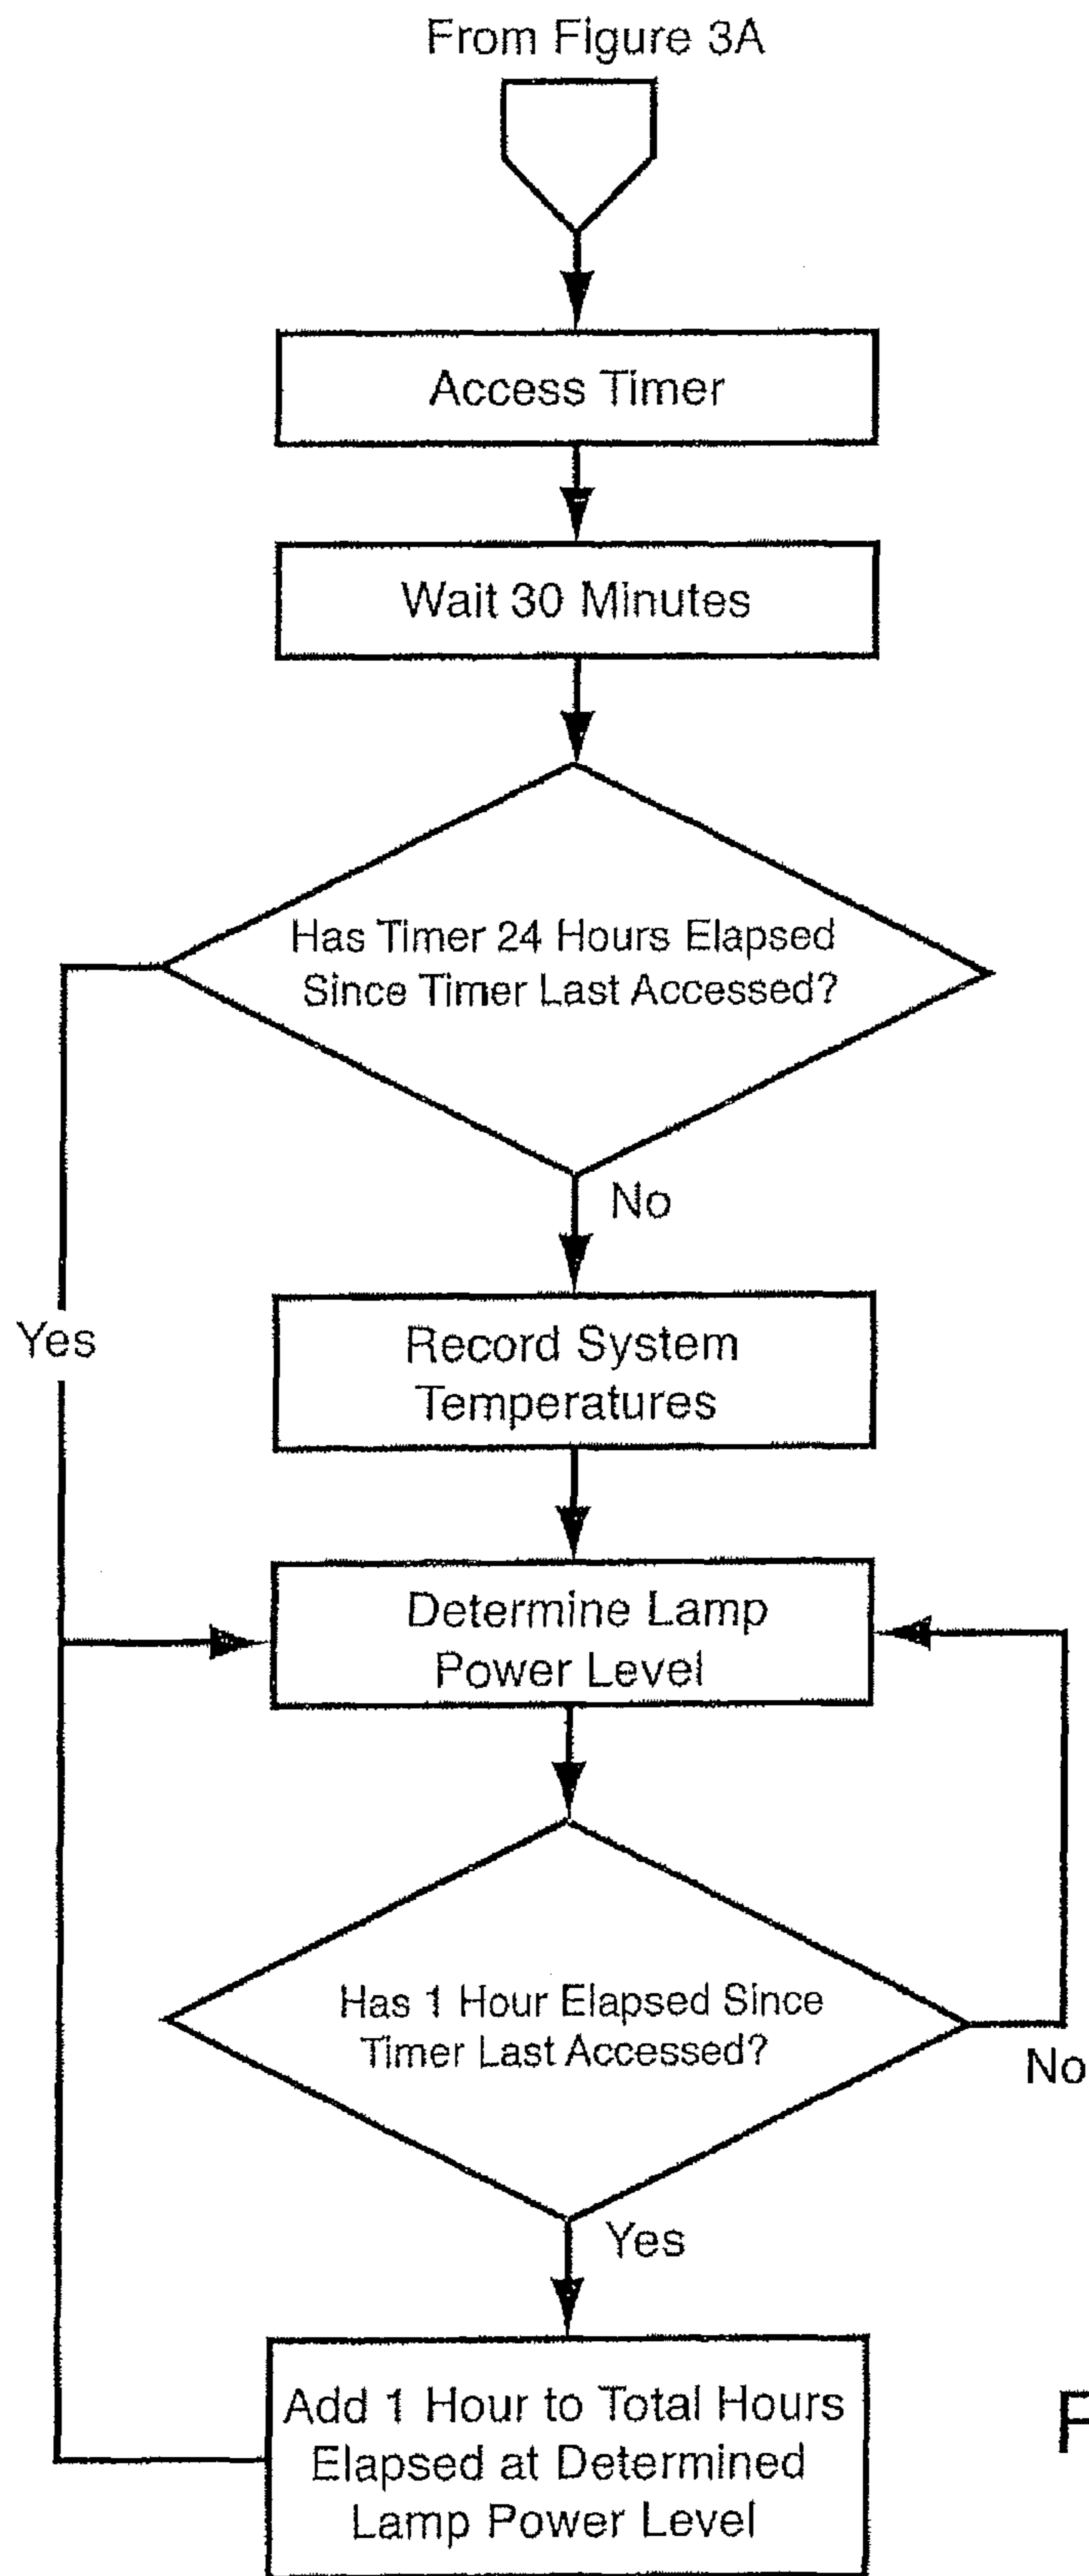 From Figure 3A
Access Timer
Wait 30 Minutes
Has Timer 24 Hours Elapsed
Since Timer Last Accessed?
No
Yes
Record System
Temperatures
Determine Lamp
Power Level
Has 1 Hour Elapsed Since
Timer Last Accessed?
No
Yes
Add 1 Hour to Total Hours
Elapsed at Determined
Lamp Power Level